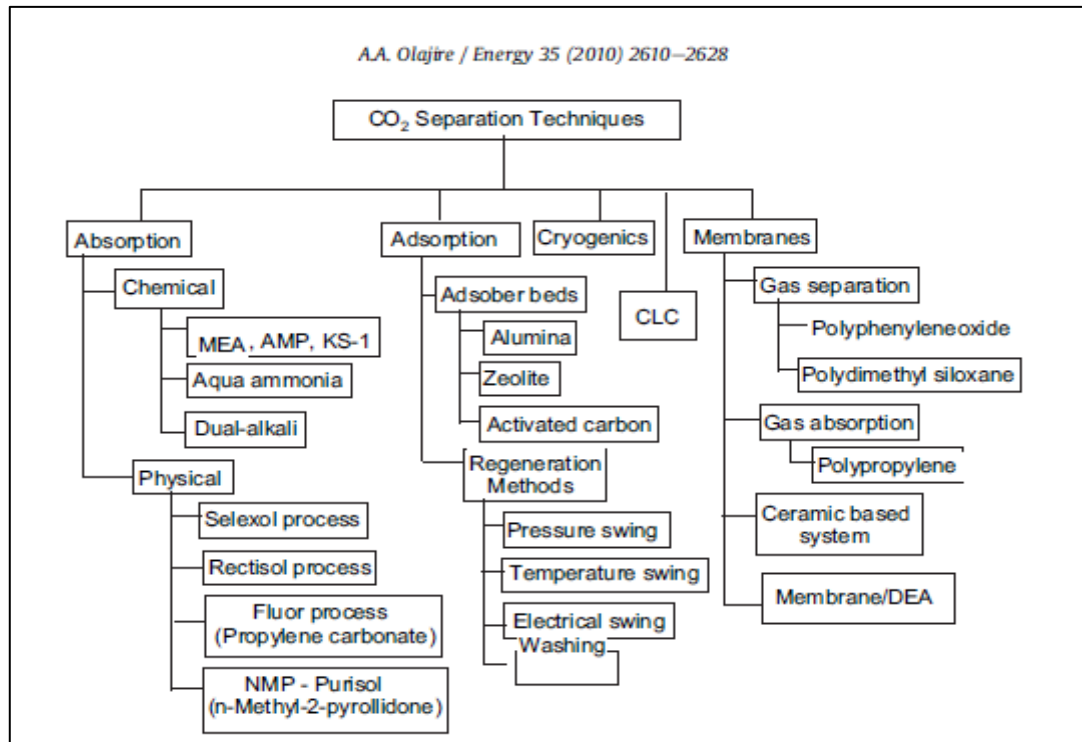 A.A. Olajire / Energy 35 (2010) 2610–2628
CO₂ Separation Techniques
Absorption
Adsorption
Cryogenics
Membranes
Chemical
MEA, AMP, KS-1
Aqua ammonia
Dual-alkali
Physical
Selexol process
Rectisol process
Fluor process
(Propylene carbonate)
NMP - Purisol
(n-Methyl-2-pyrollidone)
Adsober beds
Alumina
Zeolite
Activated carbon
Regeneration
Methods
Pressure swing
Temperature swing
Electrical swing
Washing
CLC
Gas separation
Polyphenyleneoxide
Polydimethyl siloxane
Gas absorption
Polypropylene
Ceramic based
system
Membrane/DEA